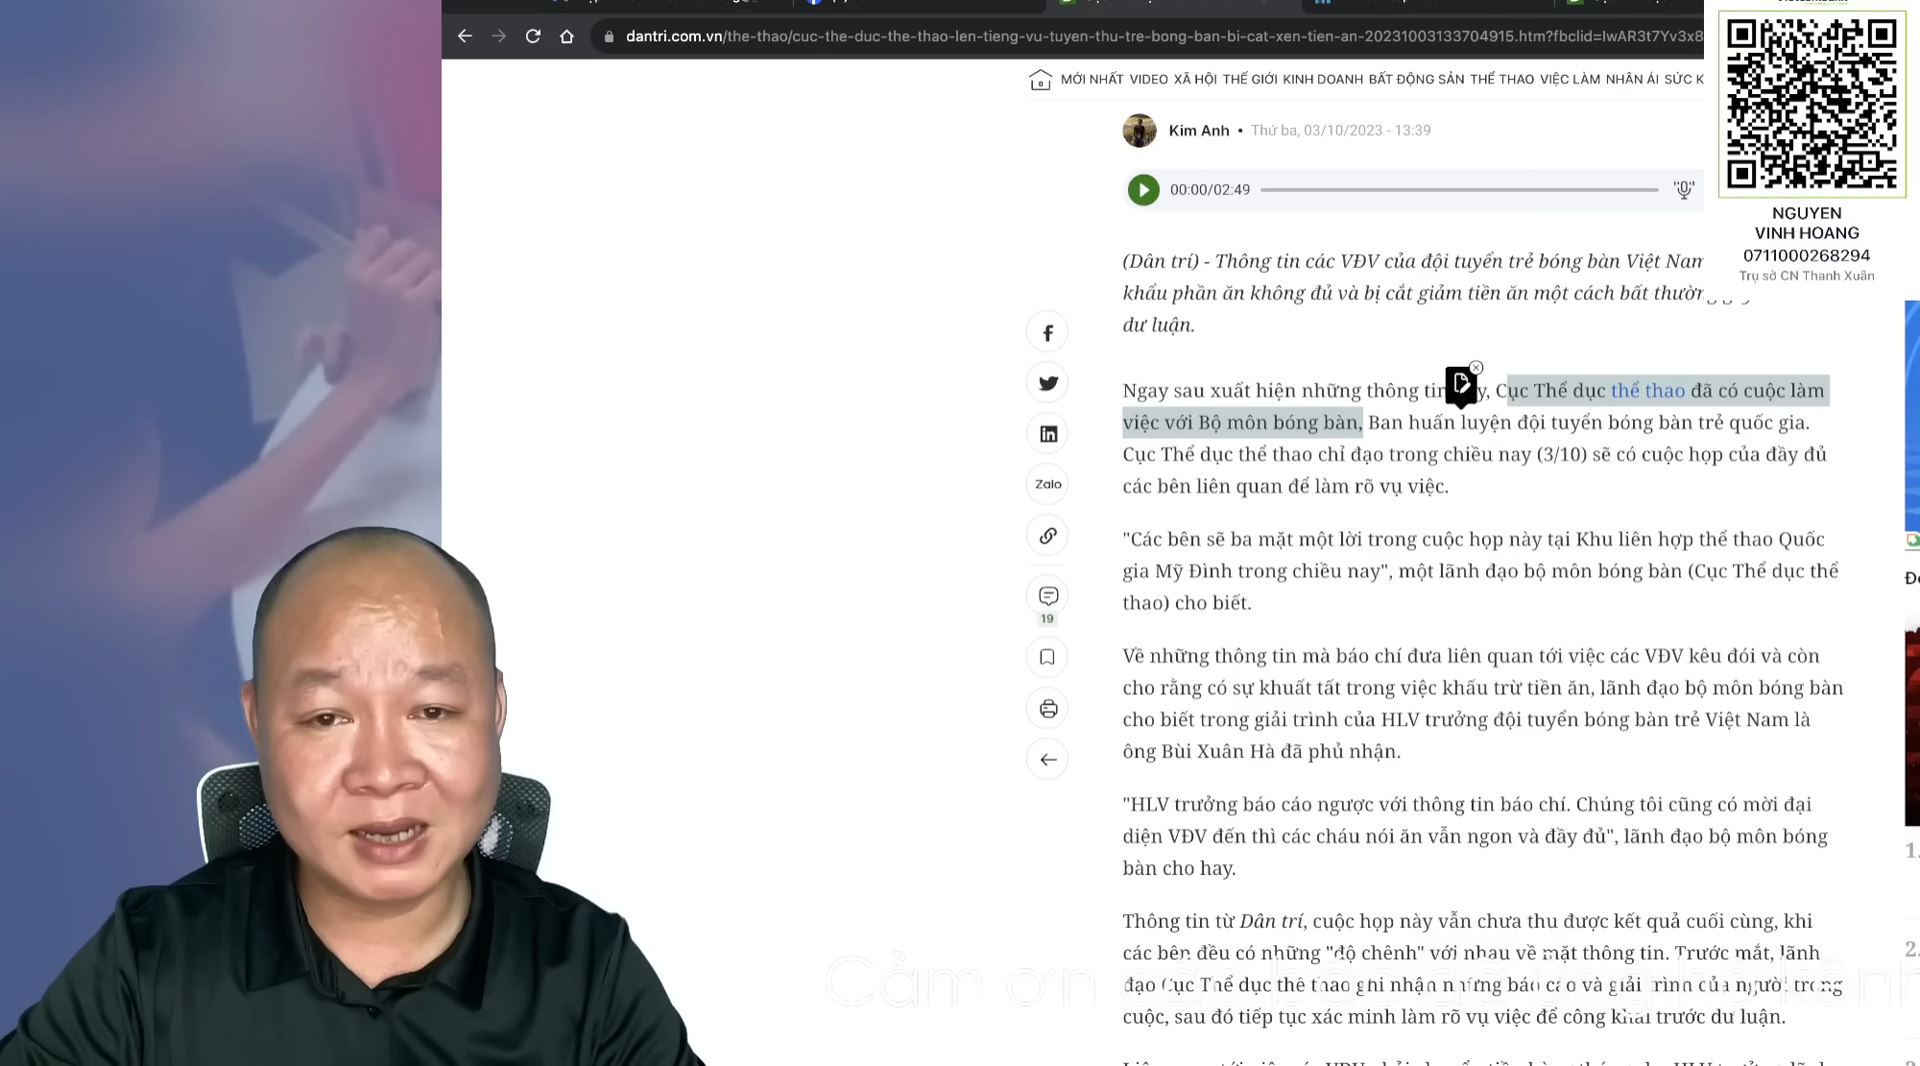 dantri.com.vn/the-thao/cuc-the-duc-the-thao-len-tieng-vu-tuyen-thu-tre-bong-ban-bi-cat-xen-tien-an-20231003133704915.htm?fbclid=IwAR3t7Yv3x8
MỚI NHẤT VIDEO XÃ HỘI THẾ GIỚI KINH DOANH BẤT ĐỘNG SẢN THỂ THAO VIỆC LÀM NHÂN ÁI SỨC K
Kim Anh • Thứ ba, 03/10/2023 - 13:39
00:00/02:49
NGUYEN
VINH HOANG
0711000268294
Trụ sở CN Thanh Xuân
(Dân trí) - Thông tin các VĐV của đội tuyển trẻ bóng bàn Việt Nam
khẩu phần ăn không đủ và bị cắt giảm tiền ăn một cách bất thường
dư luận.
Ngay sau xuất hiện những thông tin y, Cục Thể dục thể thao đã có cuộc làm
việc với Bộ môn bóng bàn, Ban huấn luyện đội tuyển bóng bàn trẻ quốc gia.
Cục Thể dục thể thao chỉ đạo trong chiều nay (3/10) sẽ có cuộc họp của đầy đủ
các bên liên quan để làm rõ vụ việc.
"Các bên sẽ ba mặt một lời trong cuộc họp này tại Khu liên hợp thể thao Quốc
gia Mỹ Đình trong chiều nay", một lãnh đạo bộ môn bóng bàn (Cục Thể dục thể
thao) cho biết.
Về những thông tin mà báo chí đưa liên quan tới việc các VĐV kêu đói và còn
cho rằng có sự khuất tất trong việc khấu trừ tiền ăn, lãnh đạo bộ môn bóng bàn
cho biết trong giải trình của HLV trưởng đội tuyển bóng bàn trẻ Việt Nam là
ông Bùi Xuân Hà đã phủ nhận.
"HLV trưởng báo cáo ngược với thông tin báo chí. Chúng tôi cũng có mời đại
diện VĐV đến thì các cháu nói ăn vẫn ngon và đầy đủ", lãnh đạo bộ môn bóng
bàn cho hay.
Thông tin từ Dân trí, cuộc họp này vẫn chưa thu được kết quả cuối cùng, khi
các bên đều có những "độ chênh" với nhau về mặt thông tin. Trước mắt, lãnh
đạo Cục Thể dục thể thao ghi nhận những báo cáo và giải trình của người trong
cuộc, sau đó tiếp tục xác minh làm rõ vụ việc để công khai trước dư luận.
Zalo
19
Cảm ơn
1.
2.